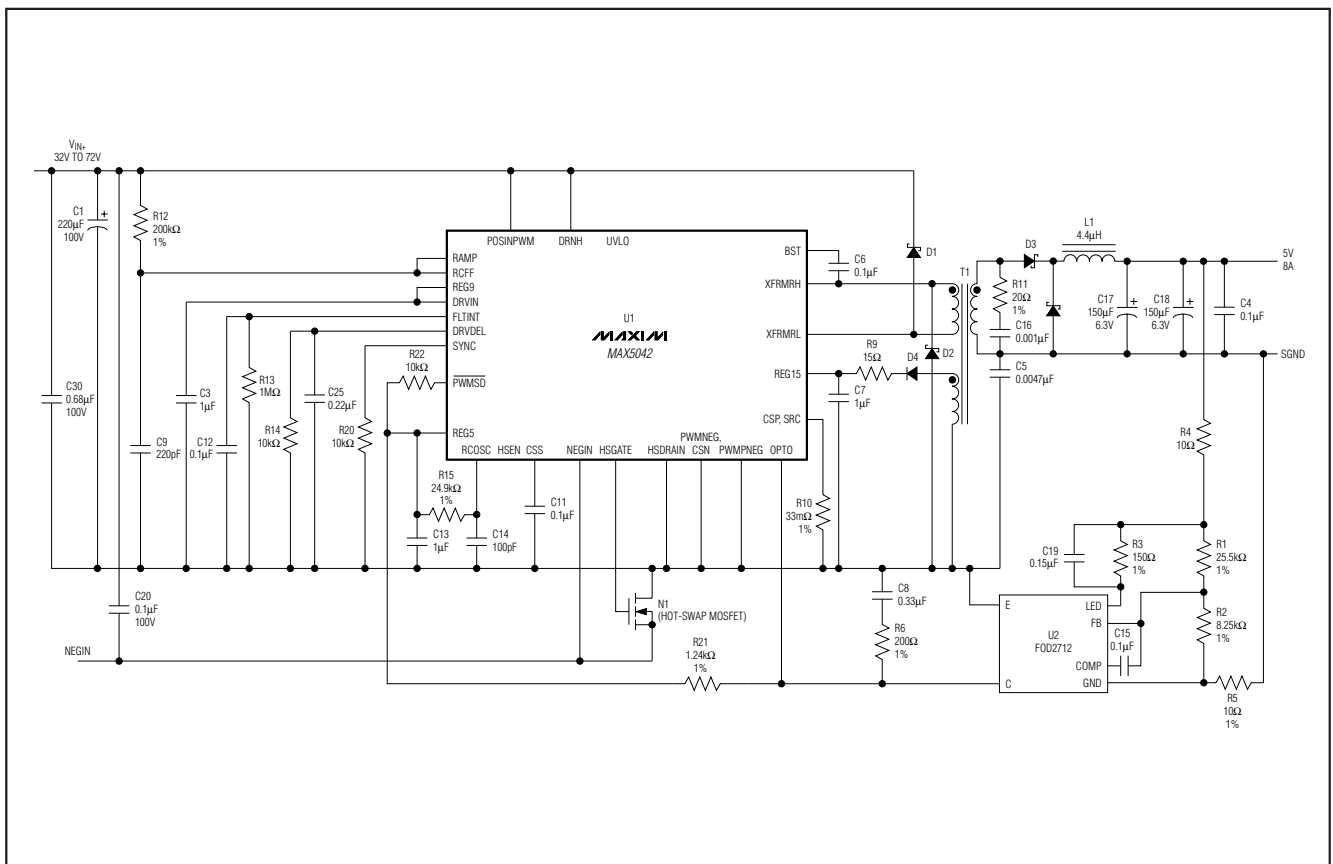 VIN+
32V TO 72V
C1
220µF
100V
R12
200kΩ
1%
C30
0.68µF
100V
C9
220pF
C3
1µF
C12
0.1µF
R13
1MΩ
R14
10kΩ
C25
0.22µF
R20
10kΩ
R22
10kΩ
POSINPWM
DRNH
UVLO
RAMP
RCFF
REG9
DRVIN
FLTINT
DRVDEL
SYNC
PWMSD
REG5
U1
MAXIM
MAX5042
BST
XFRMRH
XFRMRL
REG15
CSP, SRC
RCOSC
HSEN
CSS
NEGIN
HSGATE
HSDRAIN
PWMNEG,
CSN
PWMPNEG
OPTO
R15
24.9kΩ
1%
C13
1µF
C14
100pF
C11
0.1µF
C6
0.1µF
D1
T1
D2
R9
15Ω
D4
C7
1µF
R10
33mΩ
1%
R11
20Ω
1%
C16
0.001µF
C5
0.0047µF
D3
L1
4.4µH
C17
150µF
6.3V
C18
150µF
6.3V
C4
0.1µF
5V
8A
SGND
R4
10Ω
C19
0.15µF
R3
150Ω
1%
R1
25.5kΩ
1%
R2
8.25kΩ
1%
C15
0.1µF
R5
10Ω
1%
E
C
U2
FOD2712
LED
FB
COMP
GND
C8
0.33µF
R6
200Ω
1%
R21
1.24kΩ
1%
N1
(HOT-SWAP MOSFET)
C20
0.1µF
100V
NEGIN